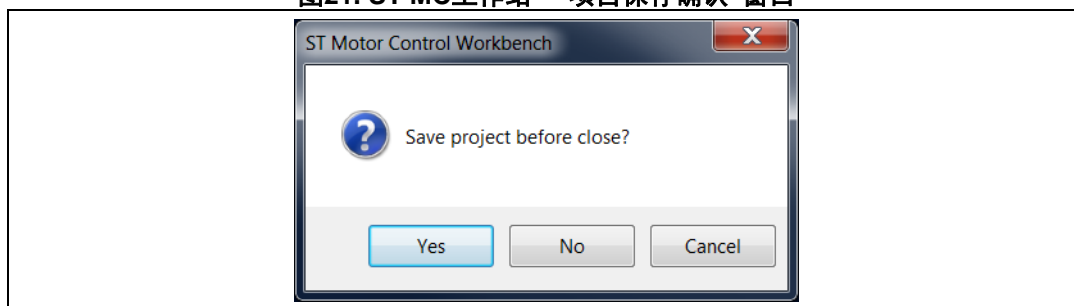 ST Motor Control Workbench
Save project before close?
Yes
No
Cancel